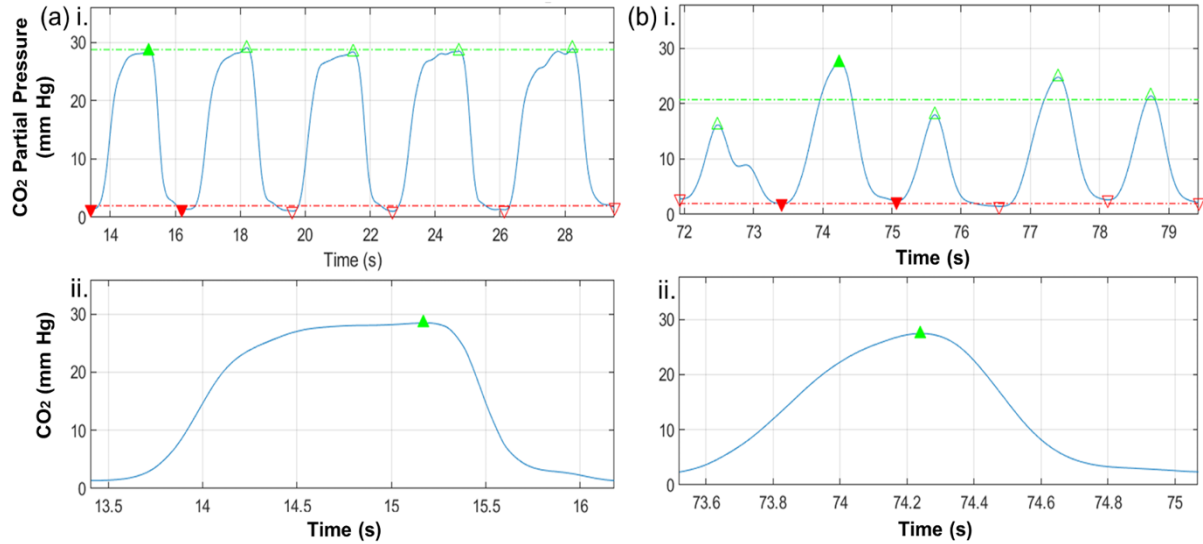 (a) i.
CO2 Partial Pressure
(mm Hg)
40
30
20
10
0
14 16 18 20 22 24 26 28
Time (s)
(b) i.
40
30
20
10
0
72 73 74 75 76 77 78 79
Time (s)
ii.
CO2 (mm Hg)
30
20
10
0
13.5 14 14.5 15 15.5 16
Time (s)
ii.
40
30
20
10
0
73.6 73.8 74 74.2 74.4 74.6 74.8 75
Time (s)